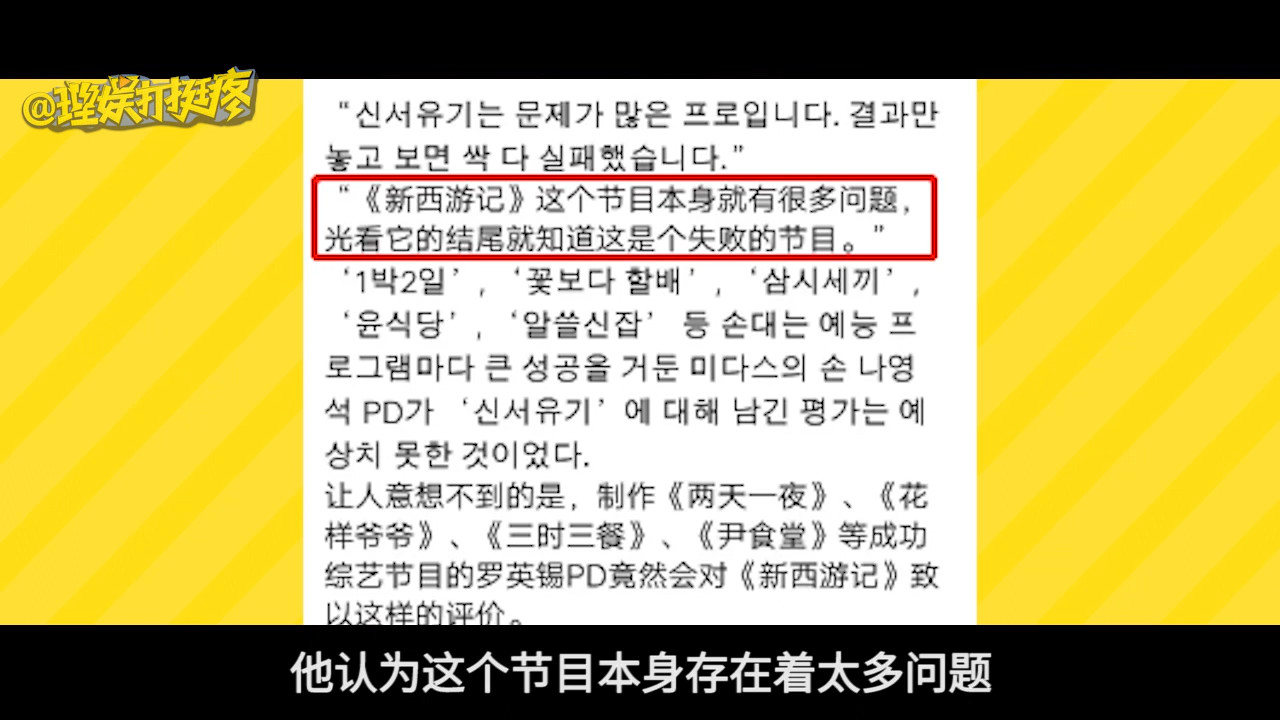 @理娱打挺疼
“신서유기는 문제가 많은 프로입니다. 결과만
놓고 보면 싹 다 실패했습니다.”
“《新西游记》这个节目本身就有很多问题，
光看它的结尾就知道这是个失败的节目。”
‘1박2일’, ‘꽃보다 할배’, ‘삼시세끼’,
‘윤식당’, ‘알쓸신잡’ 등 손대는 예능 프
로그램마다 큰 성공을 거둔 미다스의 손 나영
석 PD가 ‘신서유기’에 대해 남긴 평가는 예
상치 못한 것이었다.
让人意想不到的是，制作《两天一夜》、《花
样爷爷》、《三时三餐》、《尹食堂》等成功
综艺节目的罗英锡PD竟然会对《新西游记》致
以这样的评价。
他认为这个节目本身存在着太多问题